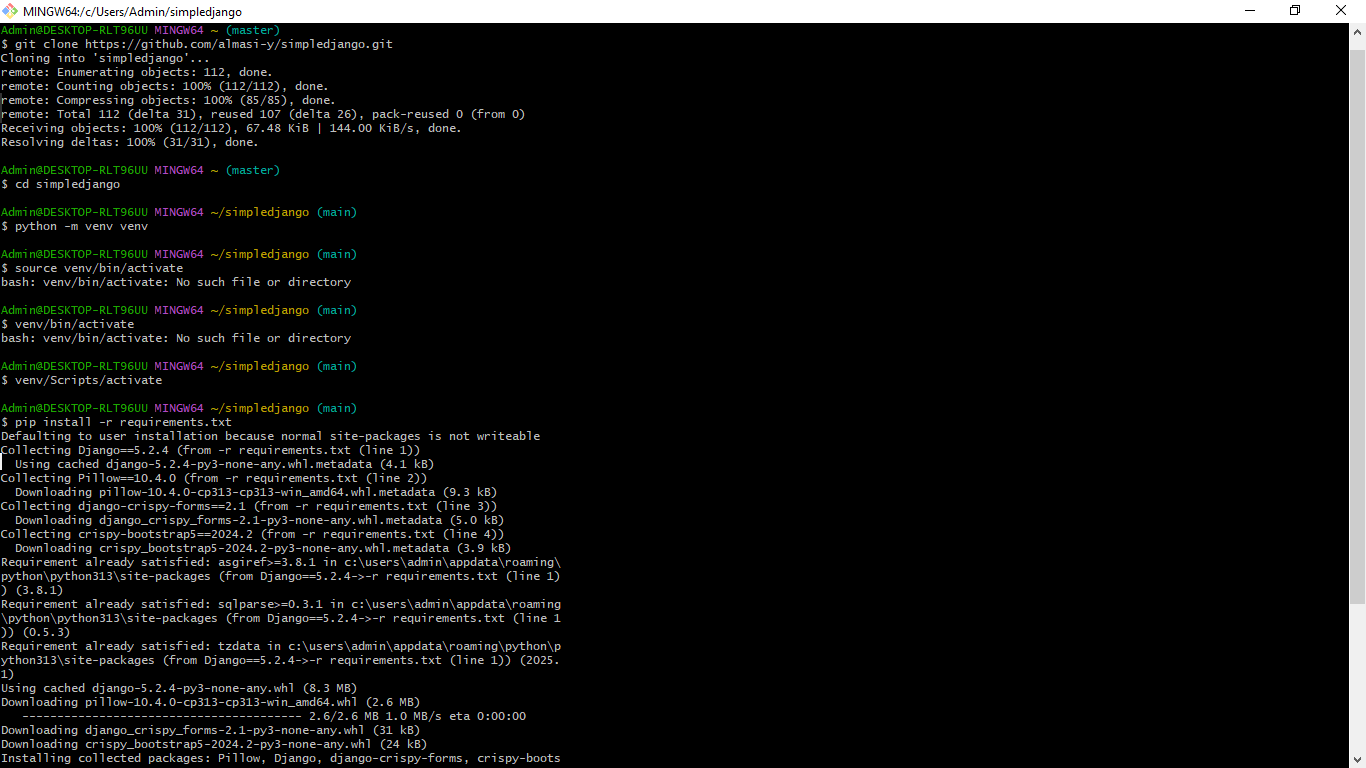 MINGW64:/c/Users/Admin/simpledjango
Admin@DESKTOP-RLT96UU MINGW64 ~ (master)
$ git clone https://github.com/almasi-y/simpledjango.git
Cloning into 'simpledjango'...
remote: Enumerating objects: 112, done.
remote: Counting objects: 100% (112/112), done.
remote: Compressing objects: 100% (85/85), done.
remote: Total 112 (delta 31), reused 107 (delta 26), pack-reused 0 (from 0)
Receiving objects: 100% (112/112), 67.48 KiB | 144.00 KiB/s, done.
Resolving deltas: 100% (31/31), done.
Admin@DESKTOP-RLT96UU MINGW64 ~ (master)
$ cd simpledjango
Admin@DESKTOP-RLT96UU MINGW64 ~/simpledjango (main)
$ python -m venv venv
Admin@DESKTOP-RLT96UU MINGW64 ~/simpledjango (main)
$ source venv/bin/activate
bash: venv/bin/activate: No such file or directory
Admin@DESKTOP-RLT96UU MINGW64 ~/simpledjango (main)
$ venv/bin/activate
bash: venv/bin/activate: No such file or directory
Admin@DESKTOP-RLT96UU MINGW64 ~/simpledjango (main)
$ venv/Scripts/activate
Admin@DESKTOP-RLT96UU MINGW64 ~/simpledjango (main)
$ pip install -r requirements.txt
Defaulting to user installation because normal site-packages is not writeable
Collecting Django==5.2.4 (from -r requirements.txt (line 1))
  Using cached django-5.2.4-py3-none-any.whl.metadata (4.1 kB)
Collecting Pillow==10.4.0 (from -r requirements.txt (line 2))
  Downloading pillow-10.4.0-cp313-cp313-win_amd64.whl.metadata (9.3 kB)
Collecting django-crispy-forms==2.1 (from -r requirements.txt (line 3))
  Downloading django_crispy_forms-2.1-py3-none-any.whl.metadata (5.0 kB)
Collecting crispy-bootstrap5==2024.2 (from -r requirements.txt (line 4))
  Downloading crispy_bootstrap5-2024.2-py3-none-any.whl.metadata (3.9 kB)
Requirement already satisfied: asgiref>=3.8.1 in c:\users\admin\appdata\roaming\
python\python313\site-packages (from Django==5.2.4->-r requirements.txt (line 1)
) (3.8.1)
Requirement already satisfied: sqlparse>=0.3.1 in c:\users\admin\appdata\roaming
\python\python313\site-packages (from Django==5.2.4->-r requirements.txt (line 1
)) (0.5.3)
Requirement already satisfied: tzdata in c:\users\admin\appdata\roaming\python\p
ython313\site-packages (from Django==5.2.4->-r requirements.txt (line 1)) (2025.
1)
Using cached django-5.2.4-py3-none-any.whl (8.3 MB)
Downloading pillow-10.4.0-cp313-cp313-win_amd64.whl (2.6 MB)
   ---------------------------------------- 2.6/2.6 MB 1.0 MB/s eta 0:00:00
Downloading django_crispy_forms-2.1-py3-none-any.whl (31 kB)
Downloading crispy_bootstrap5-2024.2-py3-none-any.whl (24 kB)
Installing collected packages: Pillow, Django, django-crispy-forms, crispy-boots